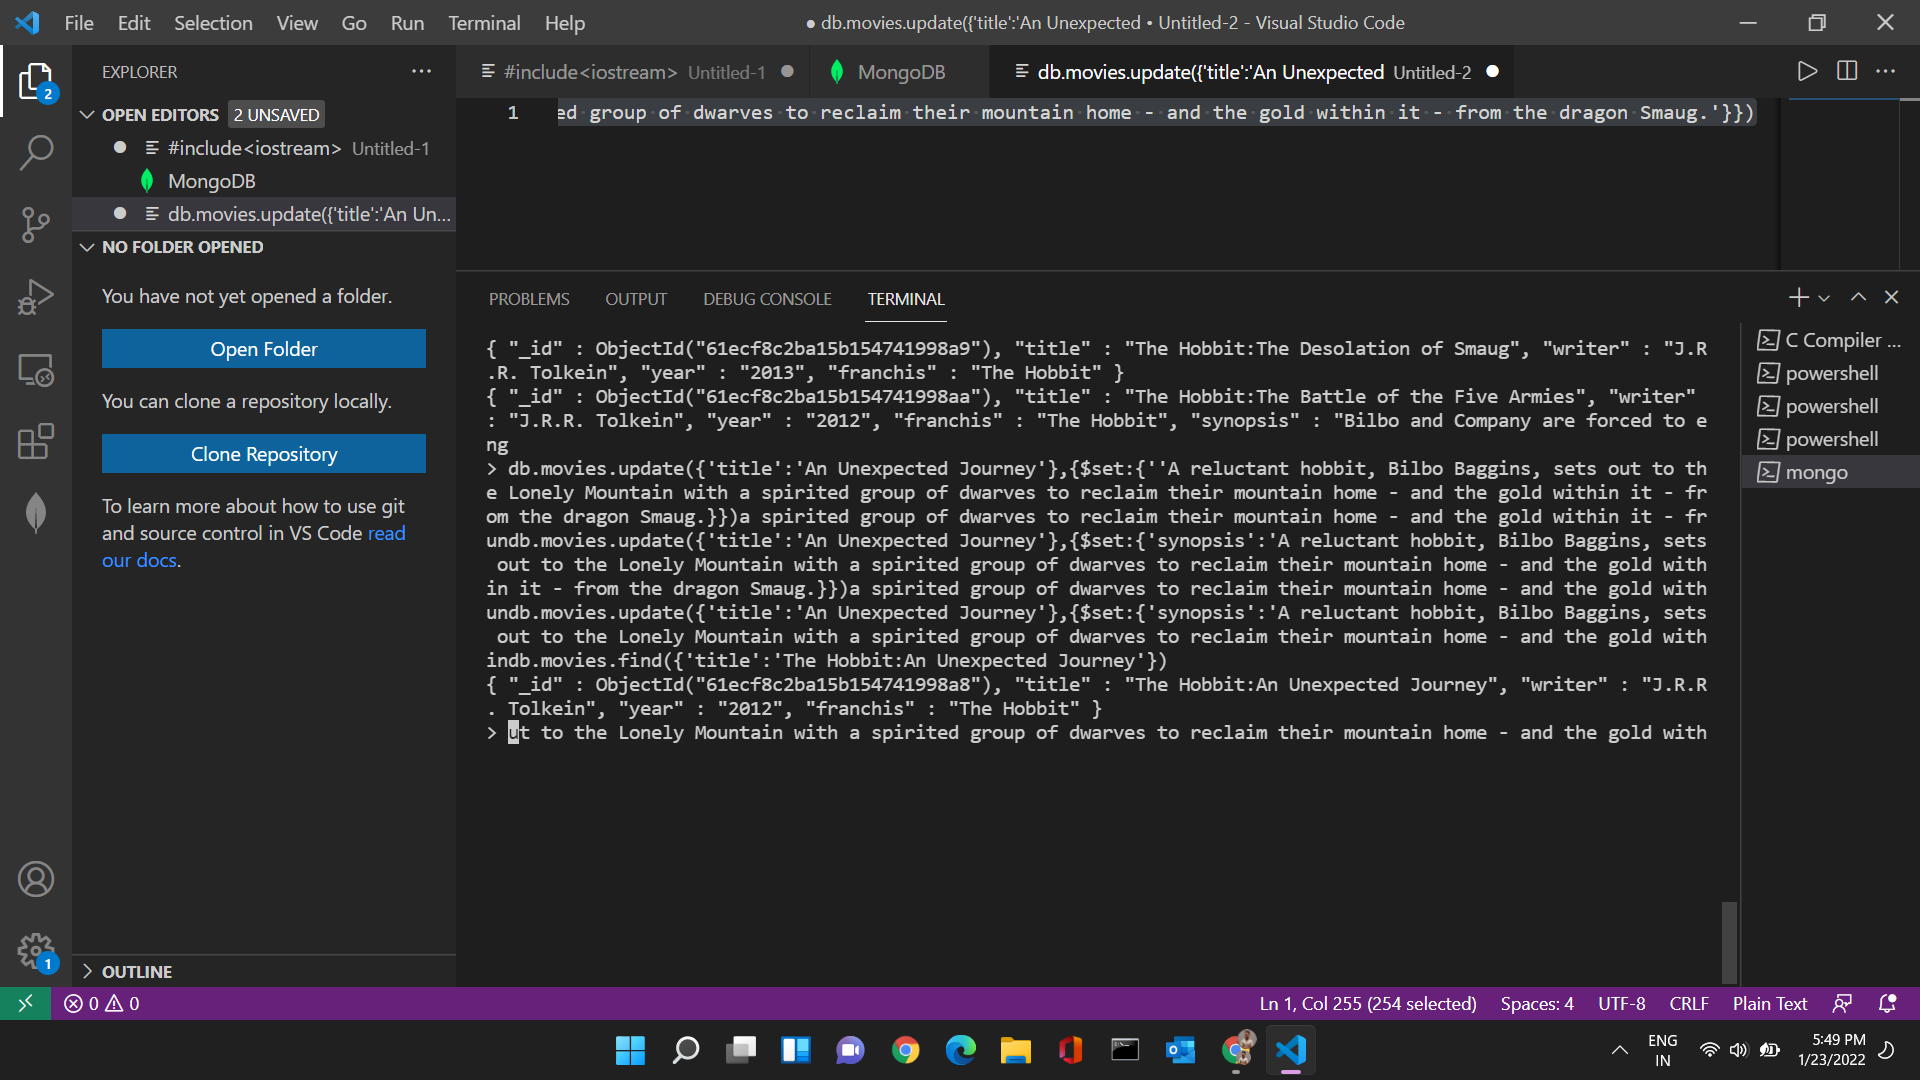 File Edit Selection View Go Run Terminal Help
● db.movies.update({'title':'An Unexpected • Untitled-2 - Visual Studio Code
EXPLORER
#include<iostream> Untitled-1
MongoDB
db.movies.update({'title':'An Unexpected Untitled-2
2
OPEN EDITORS 2 UNSAVED
#include<iostream> Untitled-1
MongoDB
db.movies.update({'title':'An Un...
NO FOLDER OPENED
You have not yet opened a folder.
Open Folder
You can clone a repository locally.
Clone Repository
To learn more about how to use git
and source control in VS Code read
our docs.
OUTLINE
1
1 ed group of dwarves to reclaim their mountain home - and the gold within it - from the dragon Smaug.'}})
PROBLEMS OUTPUT DEBUG CONSOLE TERMINAL
{ "_id" : ObjectId("61ecf8c2ba15b154741998a9"), "title" : "The Hobbit:The Desolation of Smaug", "writer" : "J.R
.R. Tolkein", "year" : "2013", "franchis" : "The Hobbit" }
{ "_id" : ObjectId("61ecf8c2ba15b154741998aa"), "title" : "The Hobbit:The Battle of the Five Armies", "writer"
: "J.R.R. Tolkein", "year" : "2012", "franchis" : "The Hobbit", "synopsis" : "Bilbo and Company are forced to e
ng
> db.movies.update({'title':'An Unexpected Journey'},{$set:{''A reluctant hobbit, Bilbo Baggins, sets out to th
e Lonely Mountain with a spirited group of dwarves to reclaim their mountain home - and the gold within it - fr
om the dragon Smaug.}})a spirited group of dwarves to reclaim their mountain home - and the gold within it - fr
undb.movies.update({'title':'An Unexpected Journey'},{$set:{'synopsis':'A reluctant hobbit, Bilbo Baggins, sets
out to the Lonely Mountain with a spirited group of dwarves to reclaim their mountain home - and the gold with
in it - from the dragon Smaug.}})a spirited group of dwarves to reclaim their mountain home - and the gold with
undb.movies.update({'title':'An Unexpected Journey'},{$set:{'synopsis':'A reluctant hobbit, Bilbo Baggins, sets
out to the Lonely Mountain with a spirited group of dwarves to reclaim their mountain home - and the gold with
indb.movies.find({'title':'The Hobbit:An Unexpected Journey'})
{ "_id" : ObjectId("61ecf8c2ba15b154741998a8"), "title" : "The Hobbit:An Unexpected Journey", "writer" : "J.R.R
. Tolkein", "year" : "2012", "franchis" : "The Hobbit" }
> ut to the Lonely Mountain with a spirited group of dwarves to reclaim their mountain home - and the gold with
C Compiler ...
powershell
powershell
powershell
mongo
0 0
Ln 1, Col 255 (254 selected) Spaces: 4 UTF-8 CRLF Plain Text
ENG
IN
5:49 PM
1/23/2022